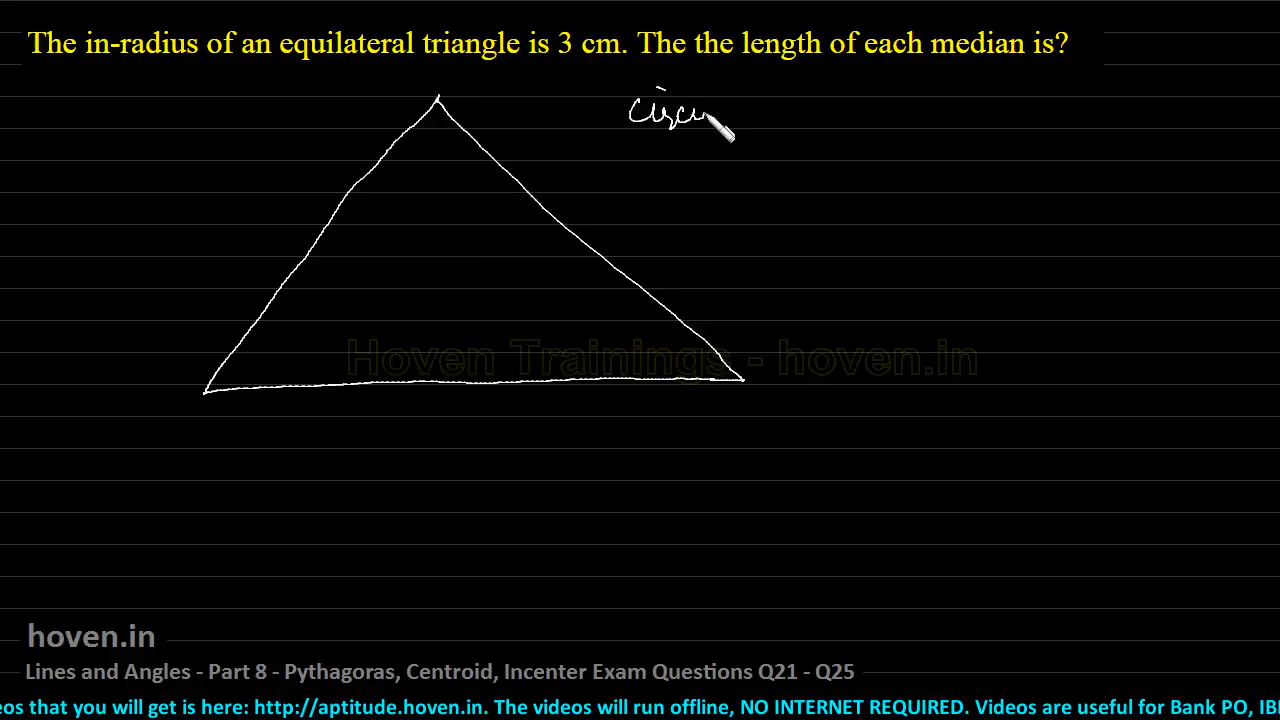 The in-radius of an equilateral triangle is 3 cm. The the length of each median is?
Hoven Trainings - hoven.in
hoven.in
Lines and Angles - Part 8 - Pythagoras, Centroid, Incenter Exam Questions Q21 - Q25
eos that you will get is here: http://aptitude.hoven.in. The videos will run offline, NO INTERNET REQUIRED. Videos are useful for Bank PO, IB